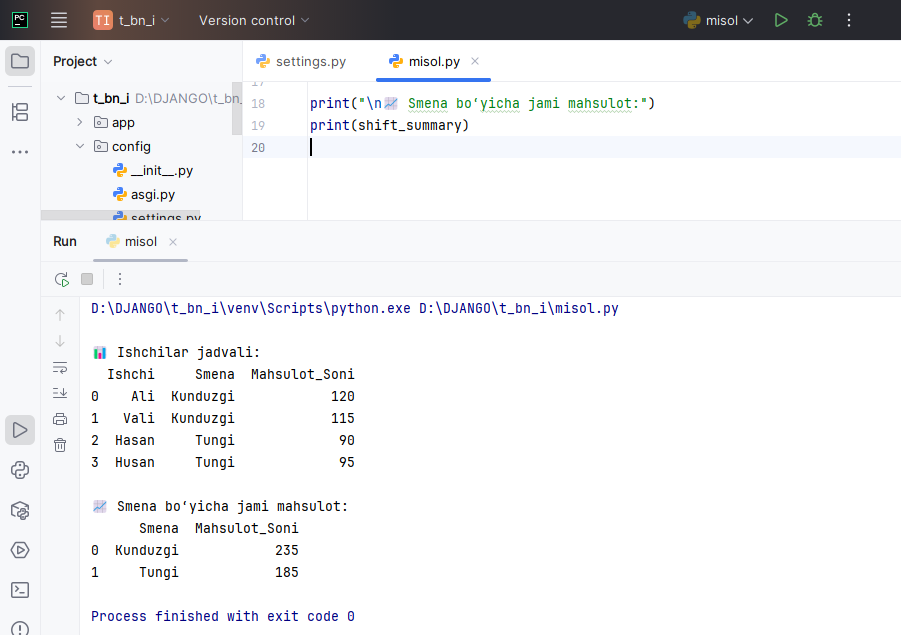 PC TI t_bn_i Version control misol
Project settings.py misol.py
t_bn_i D:\DJANGO\t_bn_
app
config
__init__.py
asgi.py
settings.py
17
18 print("\n📈 Smena bo‘yicha jami mahsulot:")
19 print(shift_summary)
20
Run misol
D:\DJANGO\t_bn_i\venv\Scripts\python.exe D:\DJANGO\t_bn_i\misol.py
📊 Ishchilar jadvali:
Ishchi Smena Mahsulot_Soni
0 Ali Kunduzgi 120
1 Vali Kunduzgi 115
2 Hasan Tungi 90
3 Husan Tungi 95
📈 Smena bo‘yicha jami mahsulot:
Smena Mahsulot_Soni
0 Kunduzgi 235
1 Tungi 185
Process finished with exit code 0